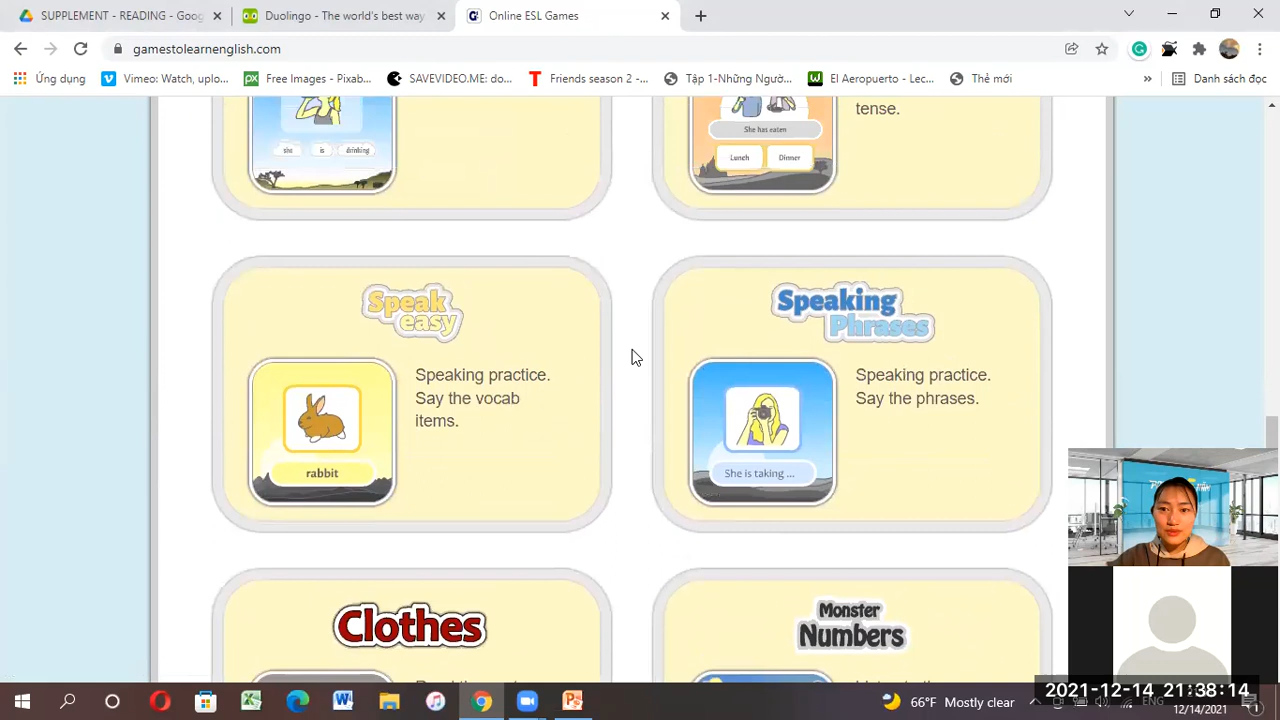 SUPPLEMENT - READING - Goog
Duolingo - The world's best way
Online ESL Games
gamestolearnenglish.com
Ứng dụng
Vimeo: Watch, uplo...
Free Images - Pixab...
SAVEVIDEO.ME: do...
Friends season 2 -...
Tập 1-Những Ngườ...
El Aeropuerto - Lec...
Thẻ mới
»
Danh sách đọc
she is drinking
She has eaten
Lunch Dinner
tense.
Speak easy
Speaking practice.
Say the vocab
items.
rabbit
Speaking Phrases
Speaking practice.
Say the phrases.
She is taking ...
Clothes
Monster Numbers
66°F Mostly clear
ENG
2021-12-14 21:38:14
12/14/2021